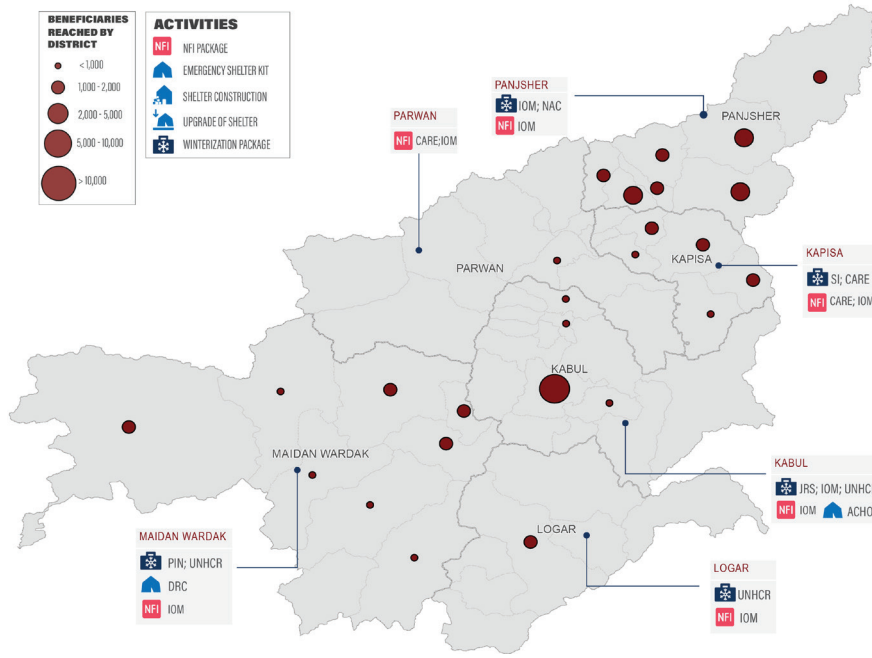 BENEFICIARIES
REACHED BY
DISTRICT
< 1,000
1,000 - 2,000
2,000 - 5,000
5,000 - 10,000
> 10,000
ACTIVITIES
NFI NFI PACKAGE
EMERGENCY SHELTER KIT
SHELTER CONSTRUCTION
UPGRADE OF SHELTER
WINTERIZATION PACKAGE
PARWAN
NFI CARE;IOM
PANJSHER
IOM; NAC
NFI IOM
PANJSHER
PARWAN
KAPISA
KAPISA
SI; CARE
NFI CARE; IOM
KABUL
MAIDAN WARDAK
LOGAR
KABUL
JRS; IOM; UNHC
NFI IOM ACHO
MAIDAN WARDAK
PIN; UNHCR
DRC
NFI IOM
LOGAR
UNHCR
NFI IOM